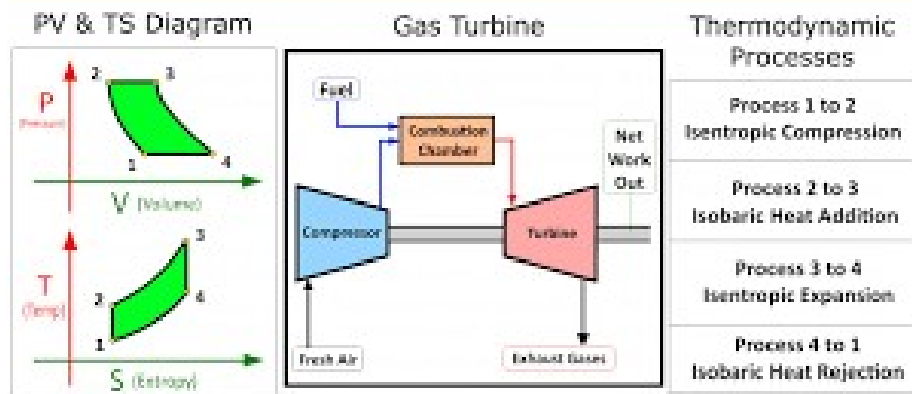 PV & TS Diagram
2
3
P
(Pressure)
1
4
V (Volume)
3
T
(Temp)
2
4
1
S (Entropy)
Gas Turbine
Fuel
Combustion
Chamber
Net
Work
Out
Compressor
Turbine
Fresh Air
Exhaust Gases
Thermodynamic
Processes
Process 1 to 2
Isentropic Compression
Process 2 to 3
Isobaric Heat Addition
Process 3 to 4
Isentropic Expansion
Process 4 to 1
Isobaric Heat Rejection